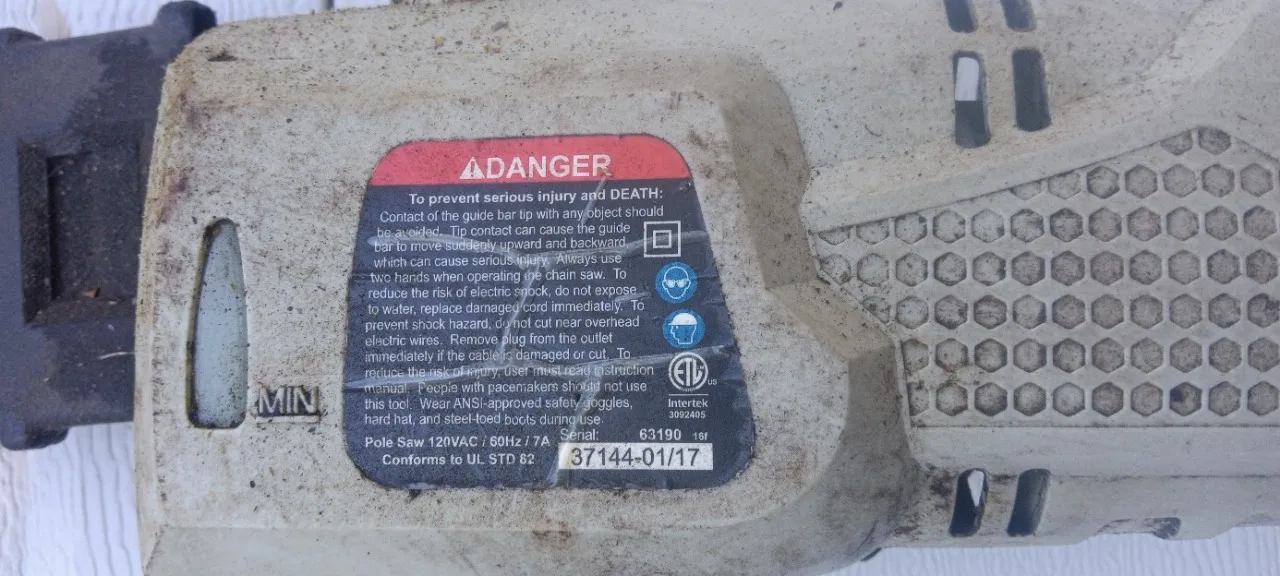 ⚠DANGER
To prevent serious injury and DEATH:
Contact of the guide bar tip with any object should
be avoided. Tip contact can cause the guide
bar to move suddenly upward and backward,
which can cause serious injury. Always use
two hands when operating the chain saw. To
reduce the risk of electric shock, do not expose
to water, replace damaged cord immediately. To
prevent shock hazard, do not cut near overhead
electric wires. Remove plug from the outlet
immediately if the cable is damaged or cut. To
reduce the risk of injury, user must read instruction
manual. People with pacemakers should not use
this tool. Wear ANSI-approved safety goggles,
hard hat, and steel-toed boots during use.
Pole Saw 120VAC / 60Hz / 7A
Conforms to UL STD 82
ETL US
Intertek
3092405
Serial: 63190 16f
37144-01/17
MIN